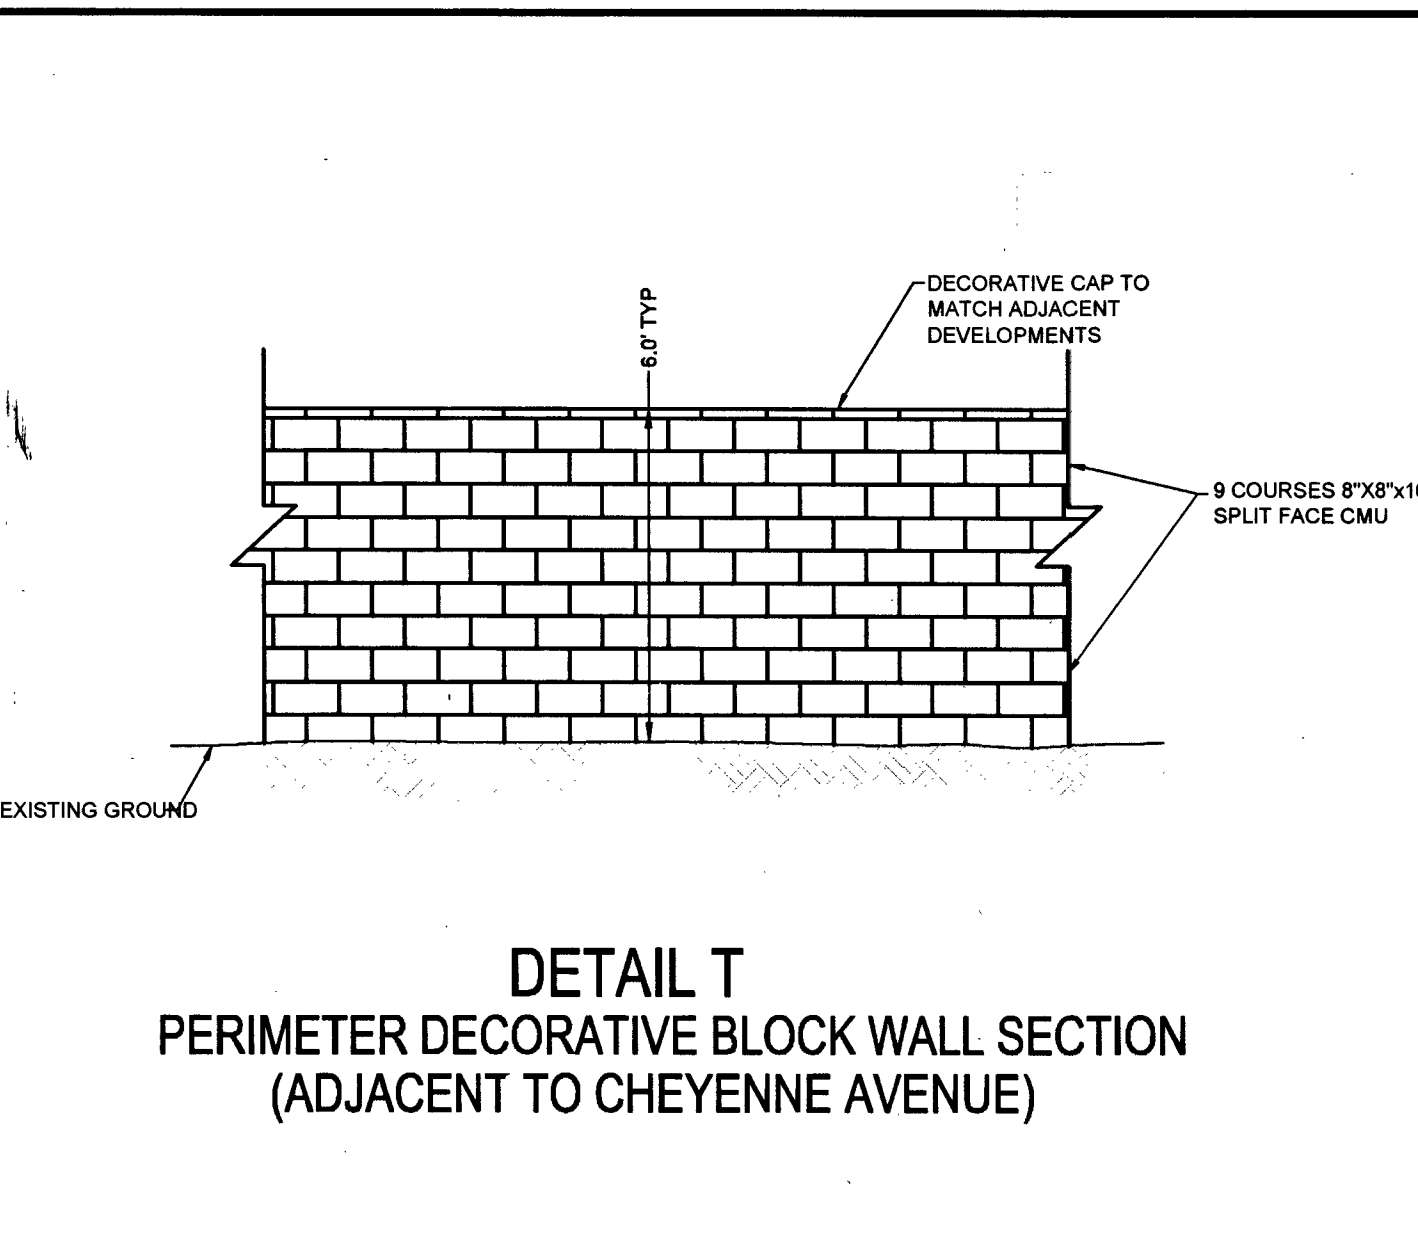 DECORATIVE CAP TO
MATCH ADJACENT
DEVELOPMENTS
6.0' TYP
9 COURSES 8"X8"x1
SPLIT FACE CMU
EXISTING GROUND
DETAIL T
PERIMETER DECORATIVE BLOCK WALL SECTION
(ADJACENT TO CHEYENNE AVENUE)